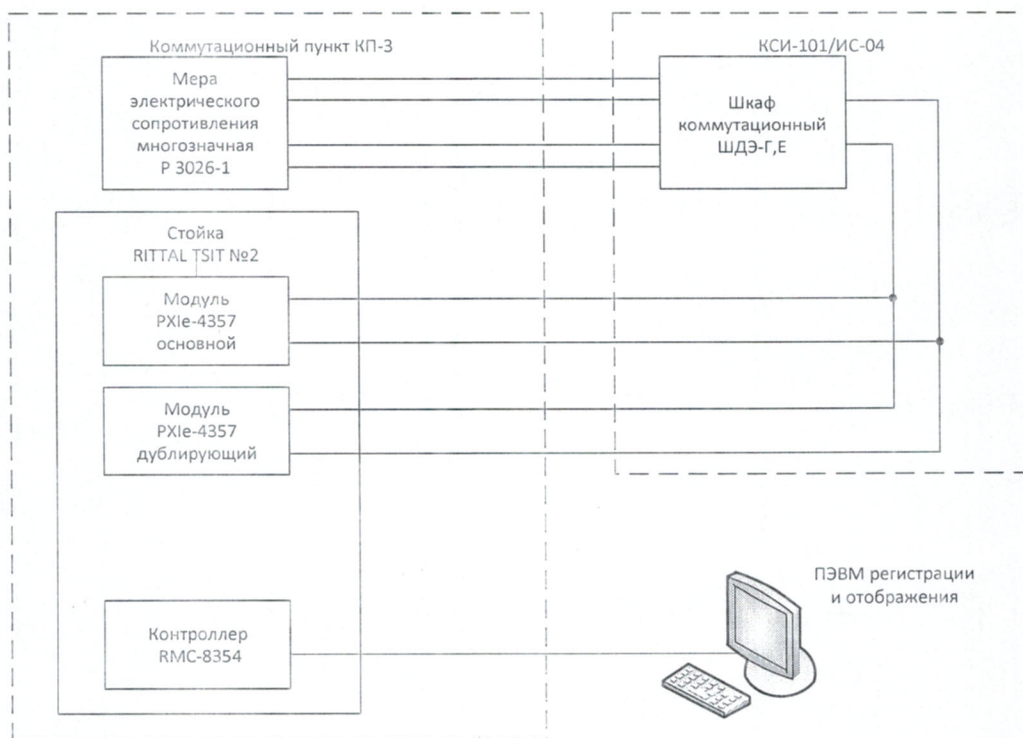 Коммутационный пункт КП-3
Мера
электрического
сопротивления
многозначная
Р 3026-1
КСИ-101/ИС-04
Шкаф
коммутационный
ШДЭ-Г,Е
Стойка
RITTAL TSIT №2
Модуль
PXIe-4357
основной
Модуль
PXIe-4357
дублирующий
Контроллер
RMC-8354
ПЭВМ регистрации
и отображения